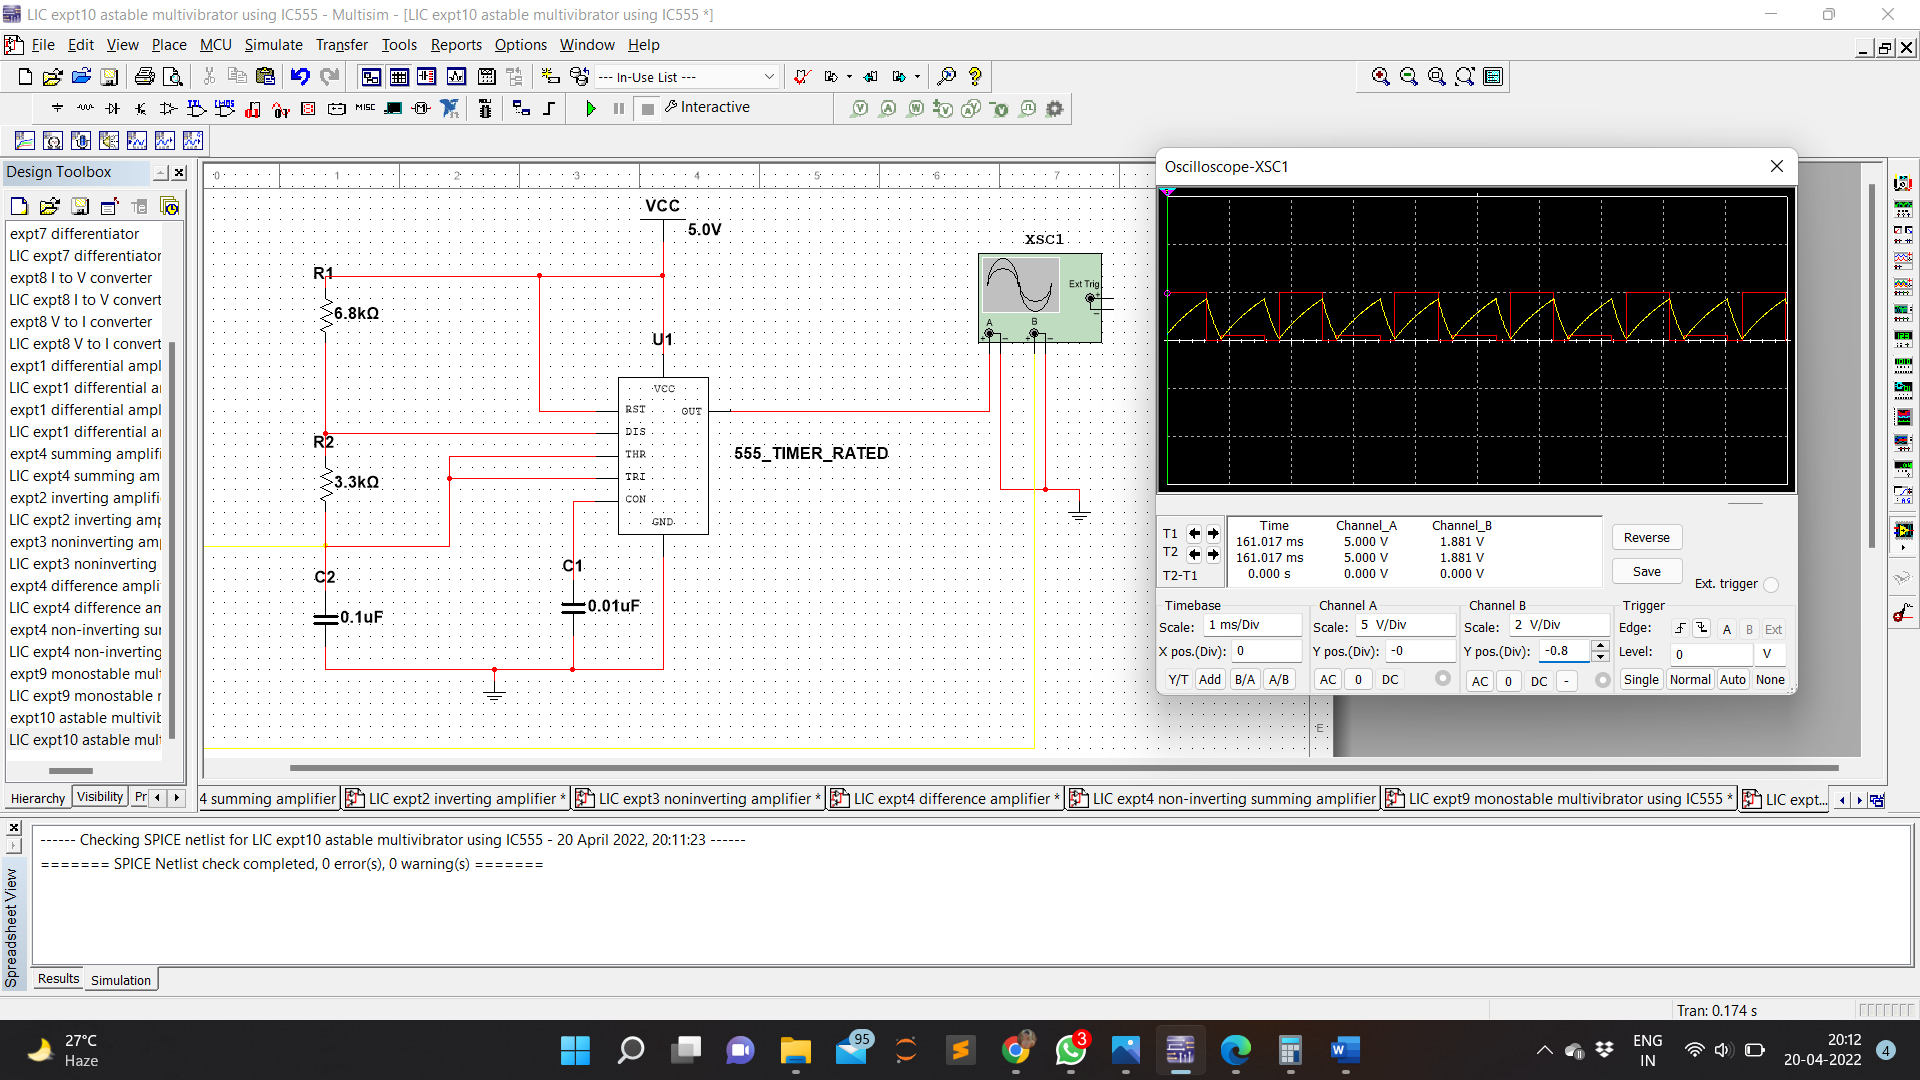 LIC expt10 astable multivibrator using IC555 - Multisim - [LIC expt10 astable multivibrator using IC555 *]
File Edit View Place MCU Simulate Transfer Tools Reports Options Window Help
--- In-Use List ---
MISC
Interactive
Design Toolbox
expt7 differentiator
LIC expt7 differentiator
expt8 I to V converter
LIC expt8 I to V convert
expt8 V to I converter
LIC expt8 V to I convert
expt1 differential ampl
LIC expt1 differential a
expt1 differential ampl
LIC expt1 differential a
expt4 summing amplifi
LIC expt4 summing am
expt2 inverting amplifi
LIC expt2 inverting amp
expt3 noninverting am
LIC expt3 noninverting
expt4 difference ampli
LIC expt4 difference am
expt4 non-inverting sur
LIC expt4 non-inverting
expt9 monostable mult
LIC expt9 monostable r
expt10 astable multivib
LIC expt10 astable mult
Hierarchy Visibility Pr
0 1 2 3 4 5 6 7
VCC
5.0V
R1
6.8kΩ
U1
VCC
RST OUT
DIS
THR
TRI
CON
GND
555_TIMER_RATED
R2
3.3kΩ
C2
0.1uF
C1
0.01uF
XSC1
Ext Trig
A B
E
Oscilloscope-XSC1
Time Channel_A Channel_B
T1 161.017 ms 5.000 V 1.881 V
T2 161.017 ms 5.000 V 1.881 V
T2-T1 0.000 s 0.000 V 0.000 V
Reverse
Save
Ext. trigger
Timebase
Scale: 1 ms/Div
X pos.(Div): 0
Y/T Add B/A A/B
Channel A
Scale: 5 V/Div
Y pos.(Div): -0
AC 0 DC
Channel B
Scale: 2 V/Div
Y pos.(Div): -0.8
AC 0 DC -
Trigger
Edge: A B Ext
Level: 0 V
Single Normal Auto None
4 summing amplifier LIC expt2 inverting amplifier * LIC expt3 noninverting amplifier * LIC expt4 difference amplifier * LIC expt4 non-inverting summing amplifier LIC expt9 monostable multivibrator using IC555 * LIC expt...
------ Checking SPICE netlist for LIC expt10 astable multivibrator using IC555 - 20 April 2022, 20:11:23 ------
======= SPICE Netlist check completed, 0 error(s), 0 warning(s) =======
Spreadsheet View
Results Simulation
Tran: 0.174 s
27°C
Haze
95
3
ENG
IN
20:12
20-04-2022
4